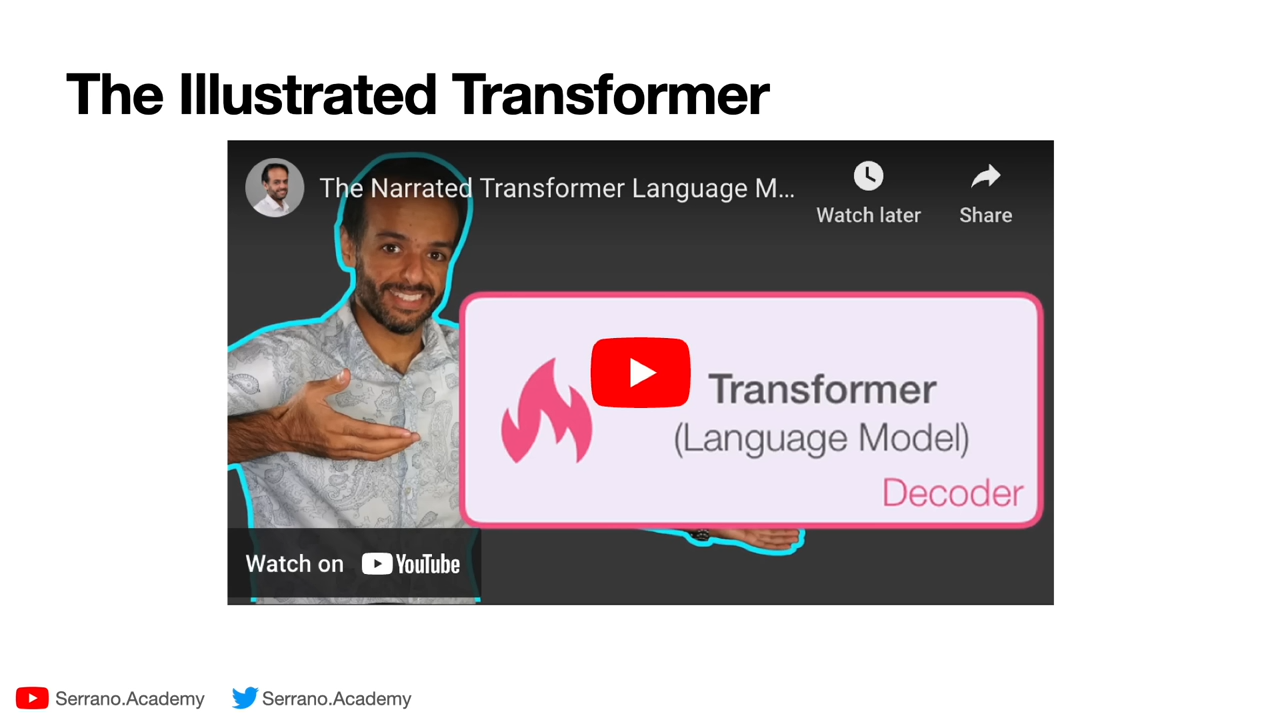 The Illustrated Transformer
The Narrated Transformer Language M...
Watch later
Share
Transformer
(Language Model)
Decoder
Watch on YouTube
Serrano.Academy
Serrano.Academy